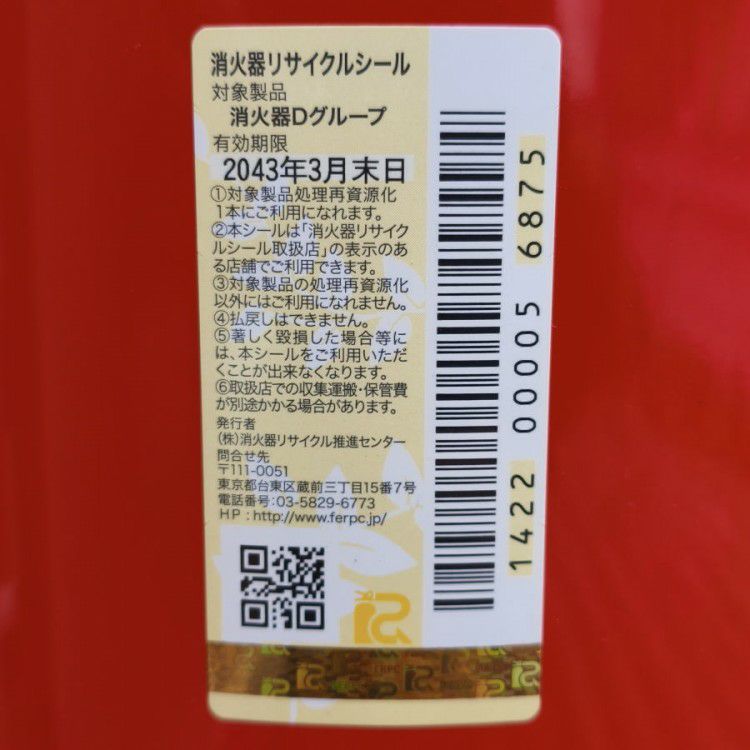 消火器リサイクルシール
対象製品
消火器Dグループ
有効期限
2043年3月末日
①対象製品処理再資源化
1本にご利用になれます。
②本シールは「消火器リサイク
ルシール取扱店」の表示のあ
る店舗でご利用できます。
③対象製品の処理再資源化
以外にはご利用になれません。
④払戻しはできません。
⑤著しく毀損した場合等に
は、本シールをご利用いただ
くことが出来なくなります。
⑥取扱店での収集運搬・保管費
が別途かかる場合があります。
発行者
(株)消火器リサイクル推進センター
問合せ先
〒111-0051
東京都台東区蔵前三丁目15番7号
電話番号:03-5829-6773
HP:http://www.ferpc.jp/
1422 00005 6875
FERPC